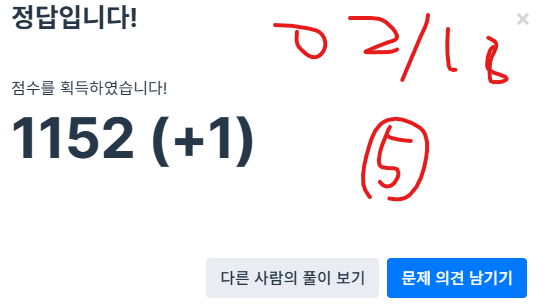 정답입니다!
02/18
점수를 획득하였습니다!
1152 (+1)
5
다른 사람의 풀이 보기
문제 의견 남기기